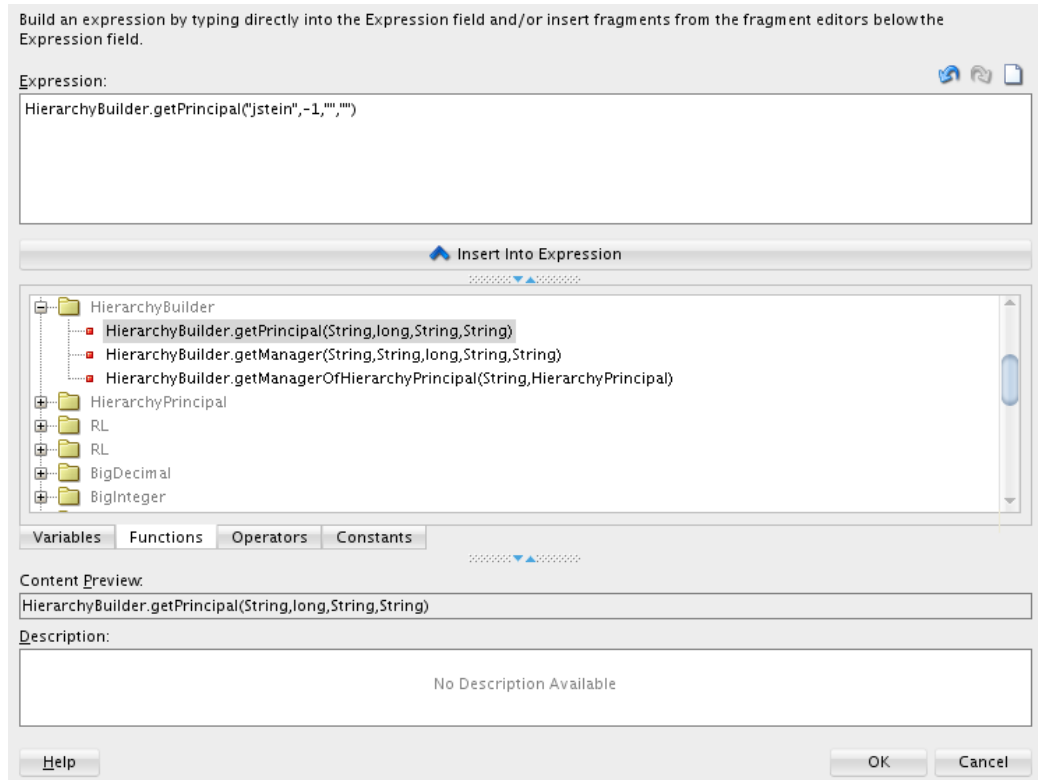 Build an expression by typing directly into the Expression field and/or insert fragments from the fragment editors below the
Expression field.
Expression:
HierarchyBuilder.getPrincipal("jstein",-1,"","")
Insert Into Expression
HierarchyBuilder
HierarchyBuilder.getPrincipal(String,long,String,String)
HierarchyBuilder.getManager(String,String,long,String,String)
HierarchyBuilder.getManagerOfHierarchyPrincipal(String,HierarchyPrincipal)
HierarchyPrincipal
RL
RL
BigDecimal
BigInteger
Variables Functions Operators Constants
Content Preview:
HierarchyBuilder.getPrincipal(String,long,String,String)
Description:
No Description Available
Help OK Cancel